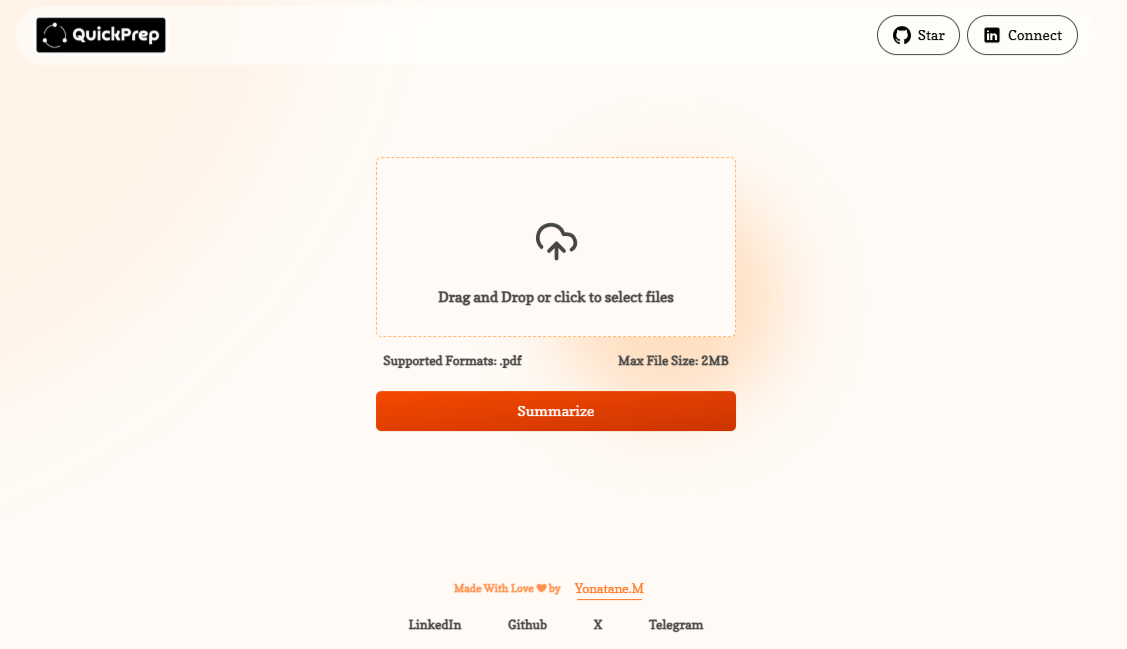 QuickPrep
Star
Connect
Drag and Drop or click to select files
Supported Formats: .pdf
Max File Size: 2MB
Summarize
Made With Love ❤ by Yonatane.M
LinkedIn Github X Telegram